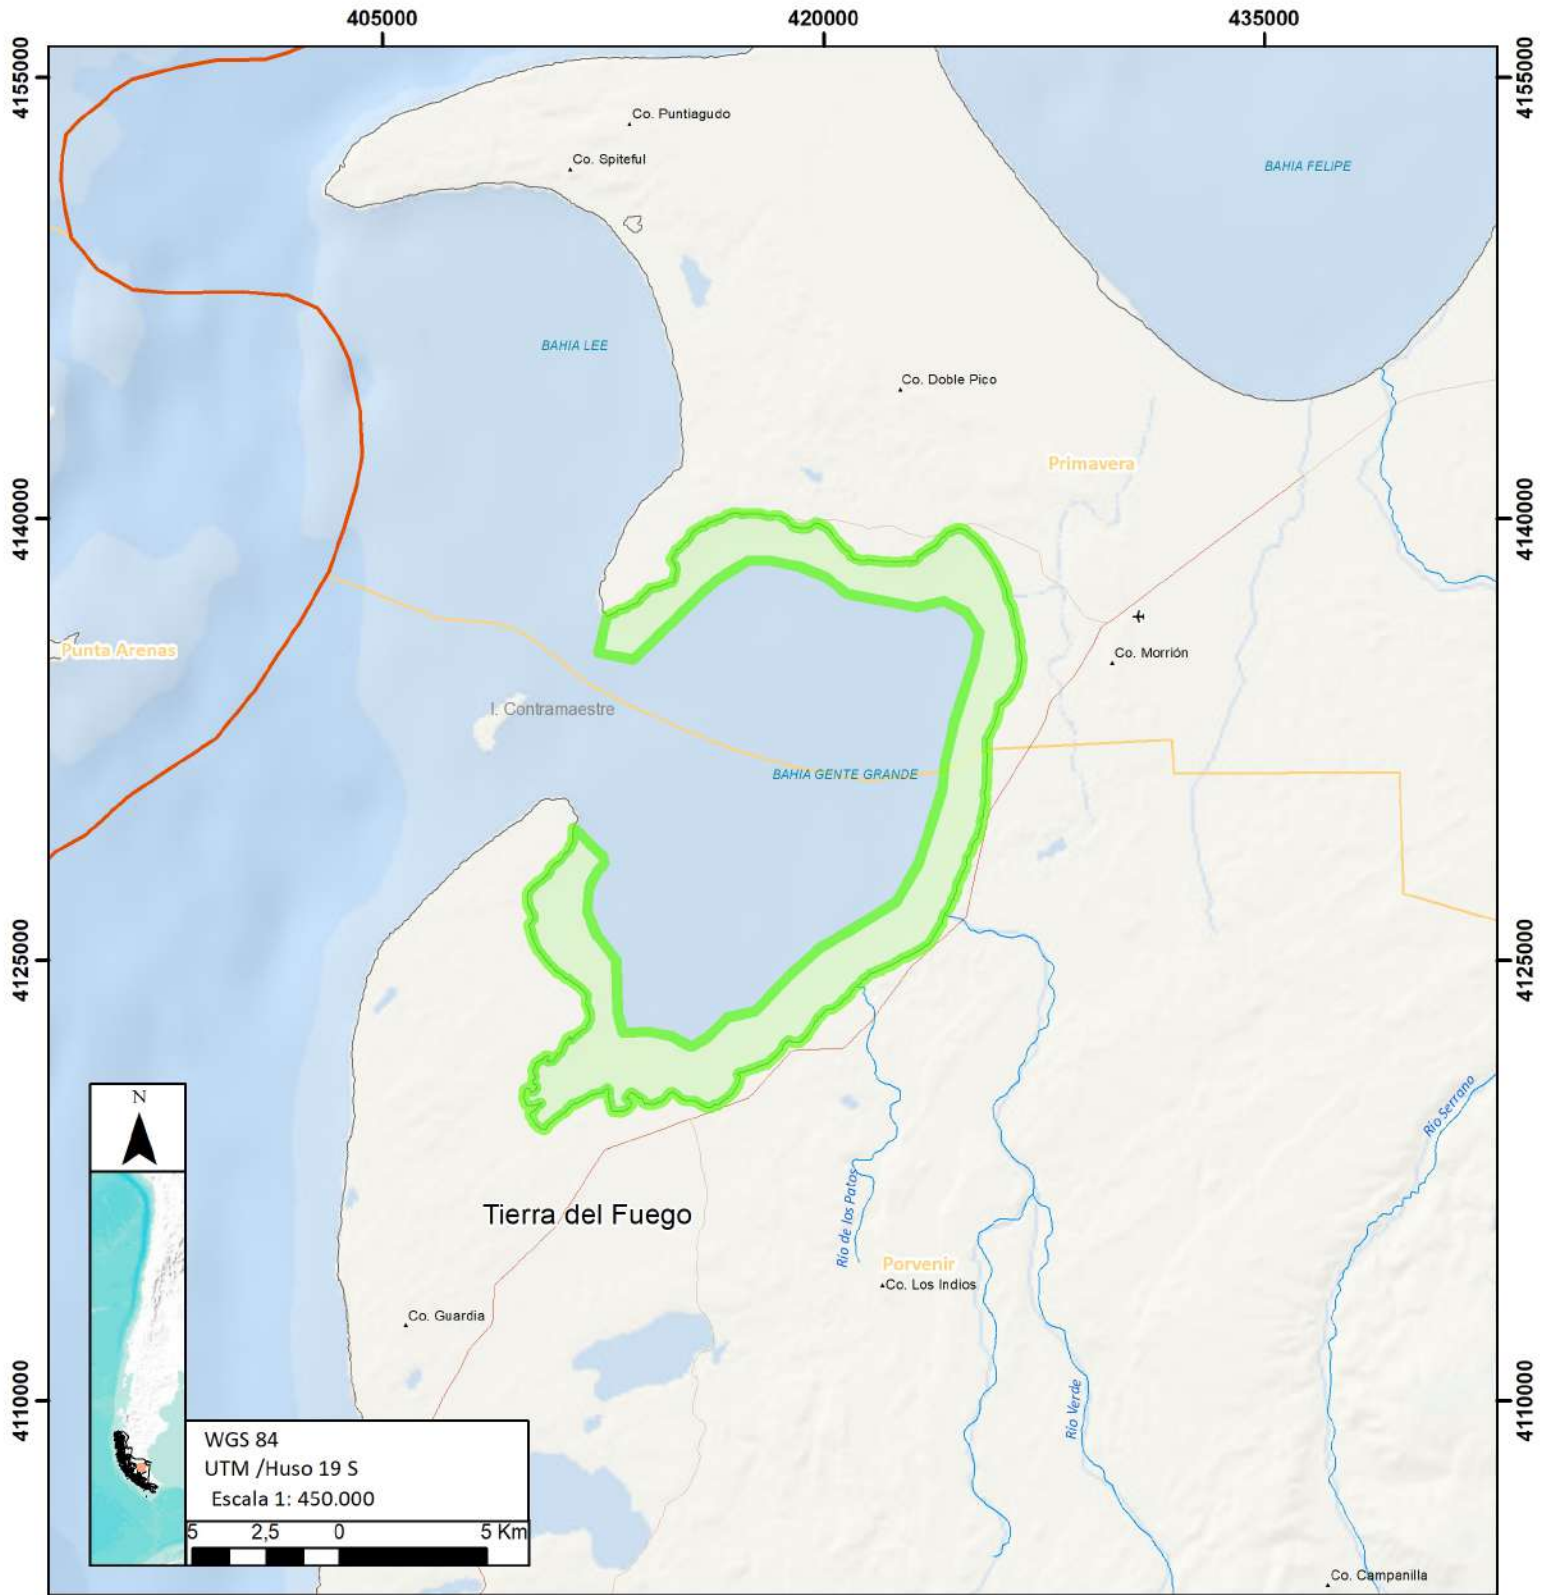 405000
420000
435000
4155000
4155000
Co. Puntiagudo
Co. Spiteful
BAHIA FELIPE
BAHIA LEE
Co. Doble Pico
Primavera
4140000
4140000
Punta Arenas
Co. Morrión
I. Contramaestre
BAHIA GENTE GRANDE
4125000
4125000
N
Río Serrano
Tierra del Fuego
Río de los Patos
Porvenir
Co. Los Indios
Co. Guardia
Río Verde
4110000
4110000
WGS 84
UTM /Huso 19 S
Escala 1: 450.000
5 2,5 0 5 Km
Co. Campanilla